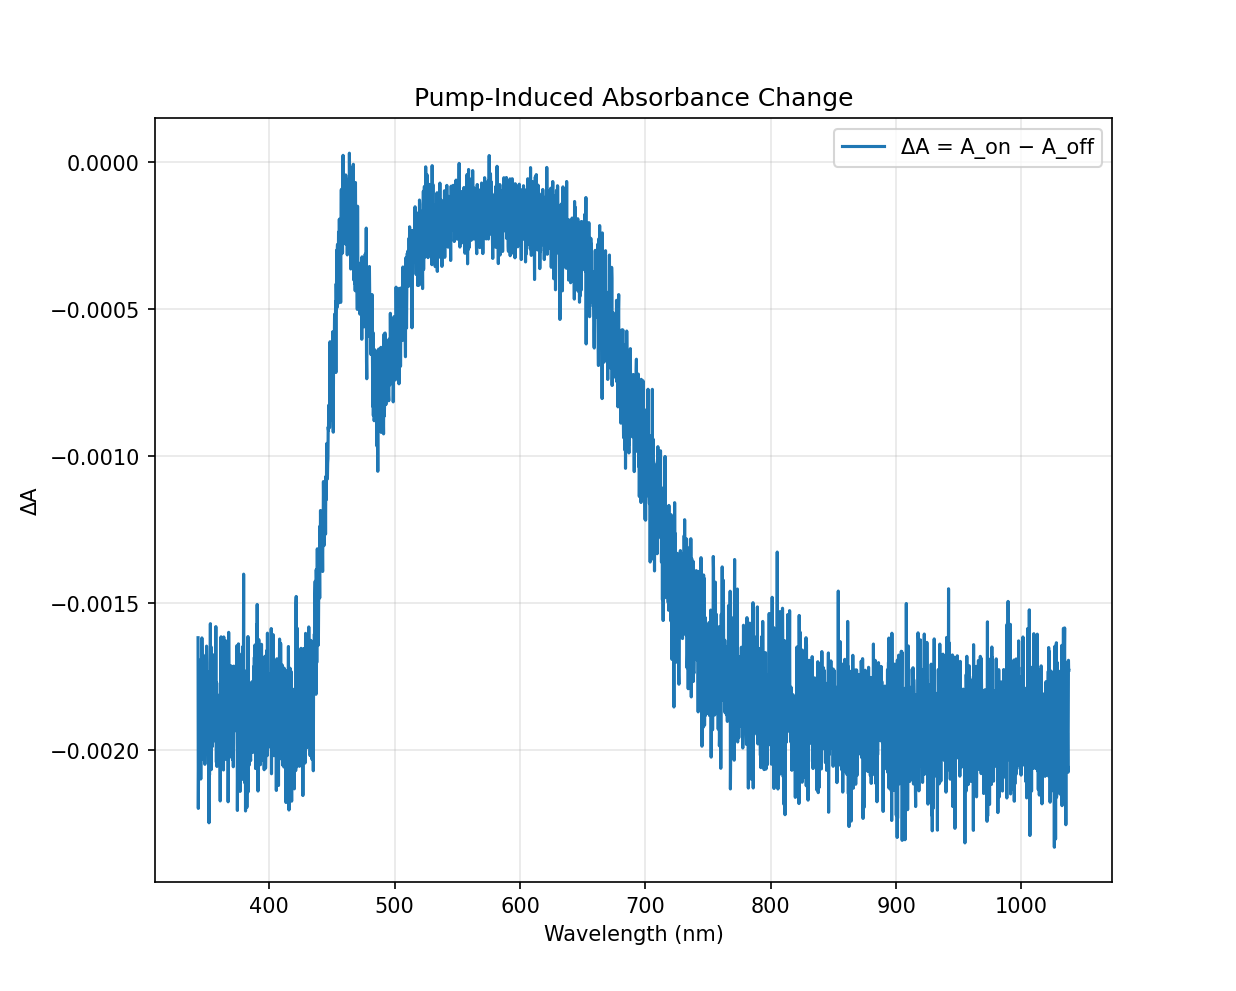 Pump-Induced Absorbance Change
ΔA = A_on − A_off
0.0000
−0.0005
−0.0010
−0.0015
−0.0020
ΔA
400 500 600 700 800 900 1000
Wavelength (nm)